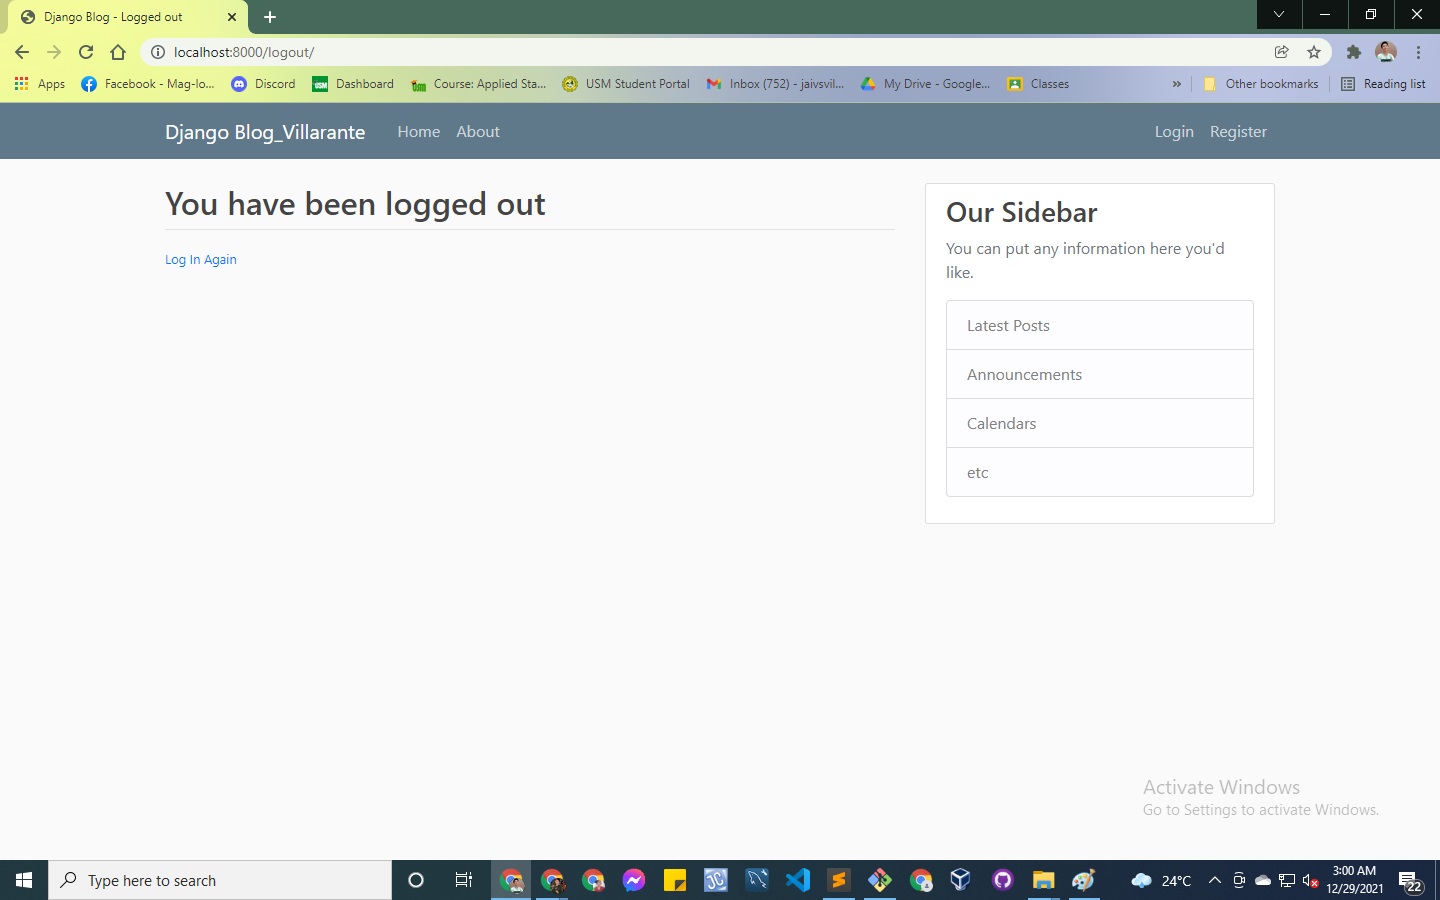 Django Blog - Logged out
localhost:8000/logout/
Apps
Facebook - Mag-lo...
Discord
Dashboard
Course: Applied Sta...
USM Student Portal
Inbox (752) - jaivsvil...
My Drive - Google...
Classes
»
Other bookmarks
Reading list
Django Blog_Villarante
Home
About
Login
Register
You have been logged out
Log In Again
Our Sidebar
You can put any information here you'd
like.
Latest Posts
Announcements
Calendars
etc
Activate Windows
Go to Settings to activate Windows.
Type here to search
24°C
3:00 AM
12/29/2021
22